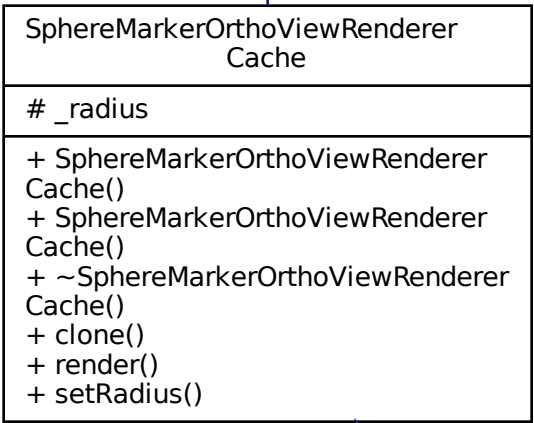 SphereMarkerOrthoViewRenderer
Cache
# _radius
+ SphereMarkerOrthoViewRenderer
Cache()
+ SphereMarkerOrthoViewRenderer
Cache()
+ ~SphereMarkerOrthoViewRenderer
Cache()
+ clone()
+ render()
+ setRadius()